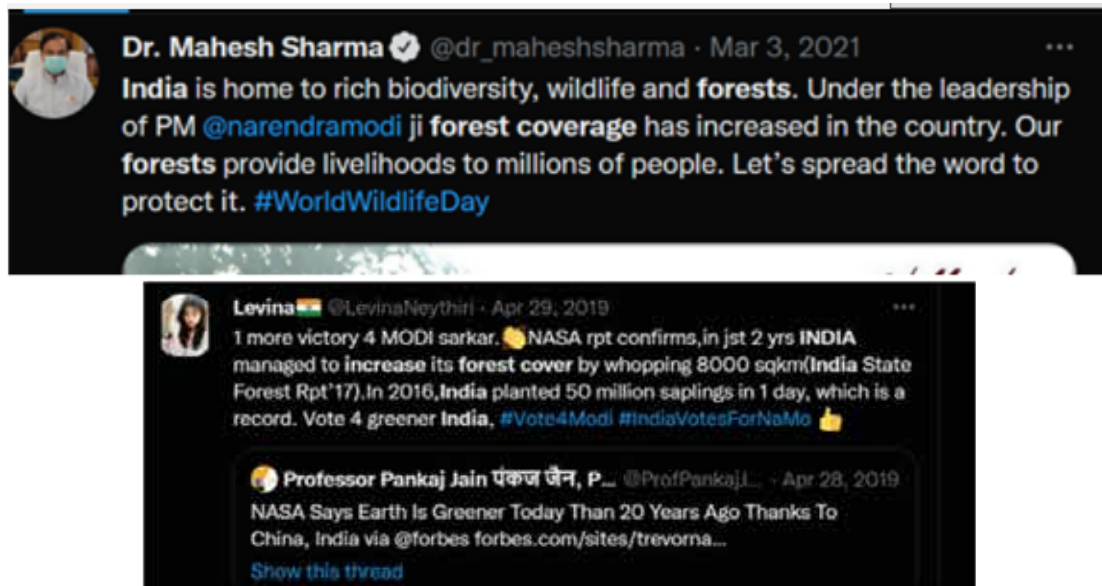 Dr. Mahesh Sharma @dr_maheshsharma · Mar 3, 2021
India is home to rich biodiversity, wildlife and forests. Under the leadership
of PM @narendramodi ji forest coverage has increased in the country. Our
forests provide livelihoods to millions of people. Let's spread the word to
protect it. #WorldWildlifeDay
Levina🇮🇳 @LevinaNeythiri · Apr 29, 2019
1 more victory 4 MODI sarkar.👏NASA rpt confirms,in jst 2 yrs INDIA
managed to increase its forest cover by whopping 8000 sqkm(India State
Forest Rpt'17).In 2016,India planted 50 million saplings in 1 day, which is a
record. Vote 4 greener India, #Vote4Modi #IndiaVotesForNaMo 👍
Professor Pankaj Jain पंकज जैन, P... @ProfPankajJ... · Apr 28, 2019
NASA Says Earth Is Greener Today Than 20 Years Ago Thanks To
China, India via @forbes forbes.com/sites/trevorna...
Show this thread